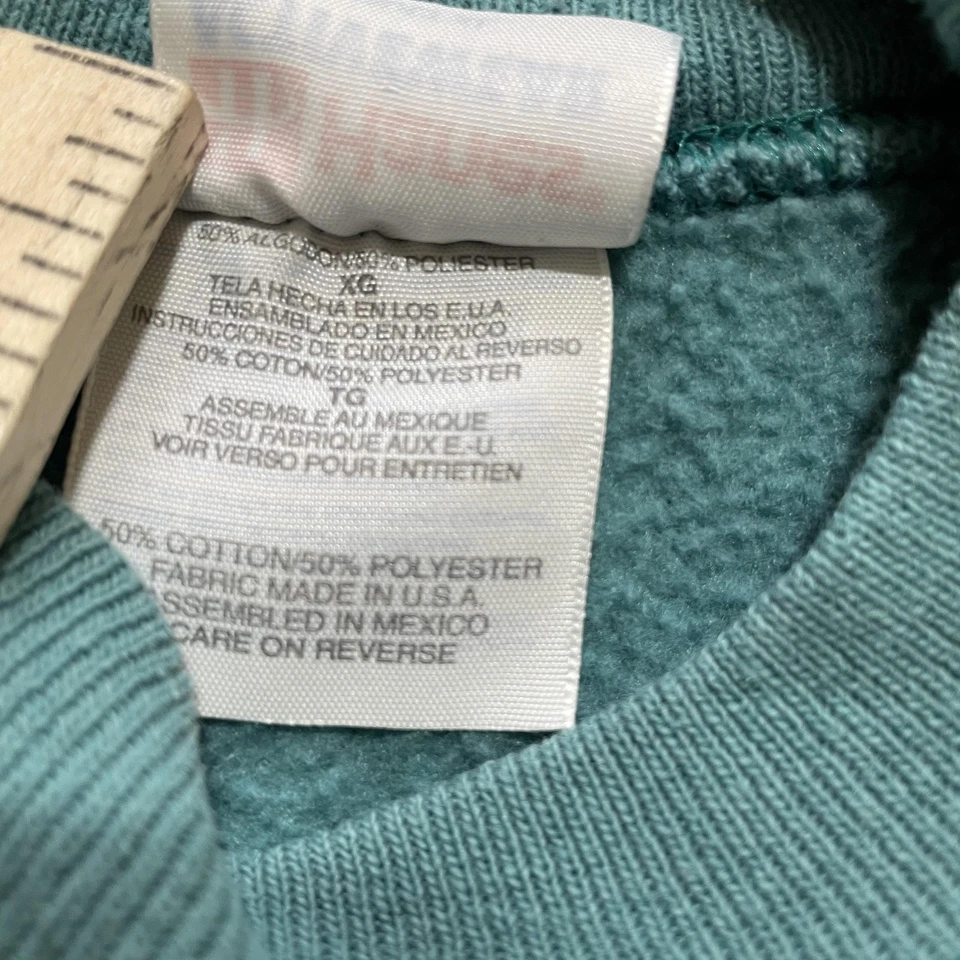 50% ALGODON/50% POLIESTER
XG
TELA HECHA EN LOS E.U.A.
ENSAMBLADO EN MEXICO
INSTRUCCIONES DE CUIDADO AL REVERSO
50% COTON/50% POLYESTER
TG
ASSEMBLE AU MEXIQUE
TISSU FABRIQUE AUX E.-U.
VOIR VERSO POUR ENTRETIEN
50% COTTON/50% POLYESTER
FABRIC MADE IN U.S.A.
ASSEMBLED IN MEXICO
CARE ON REVERSE